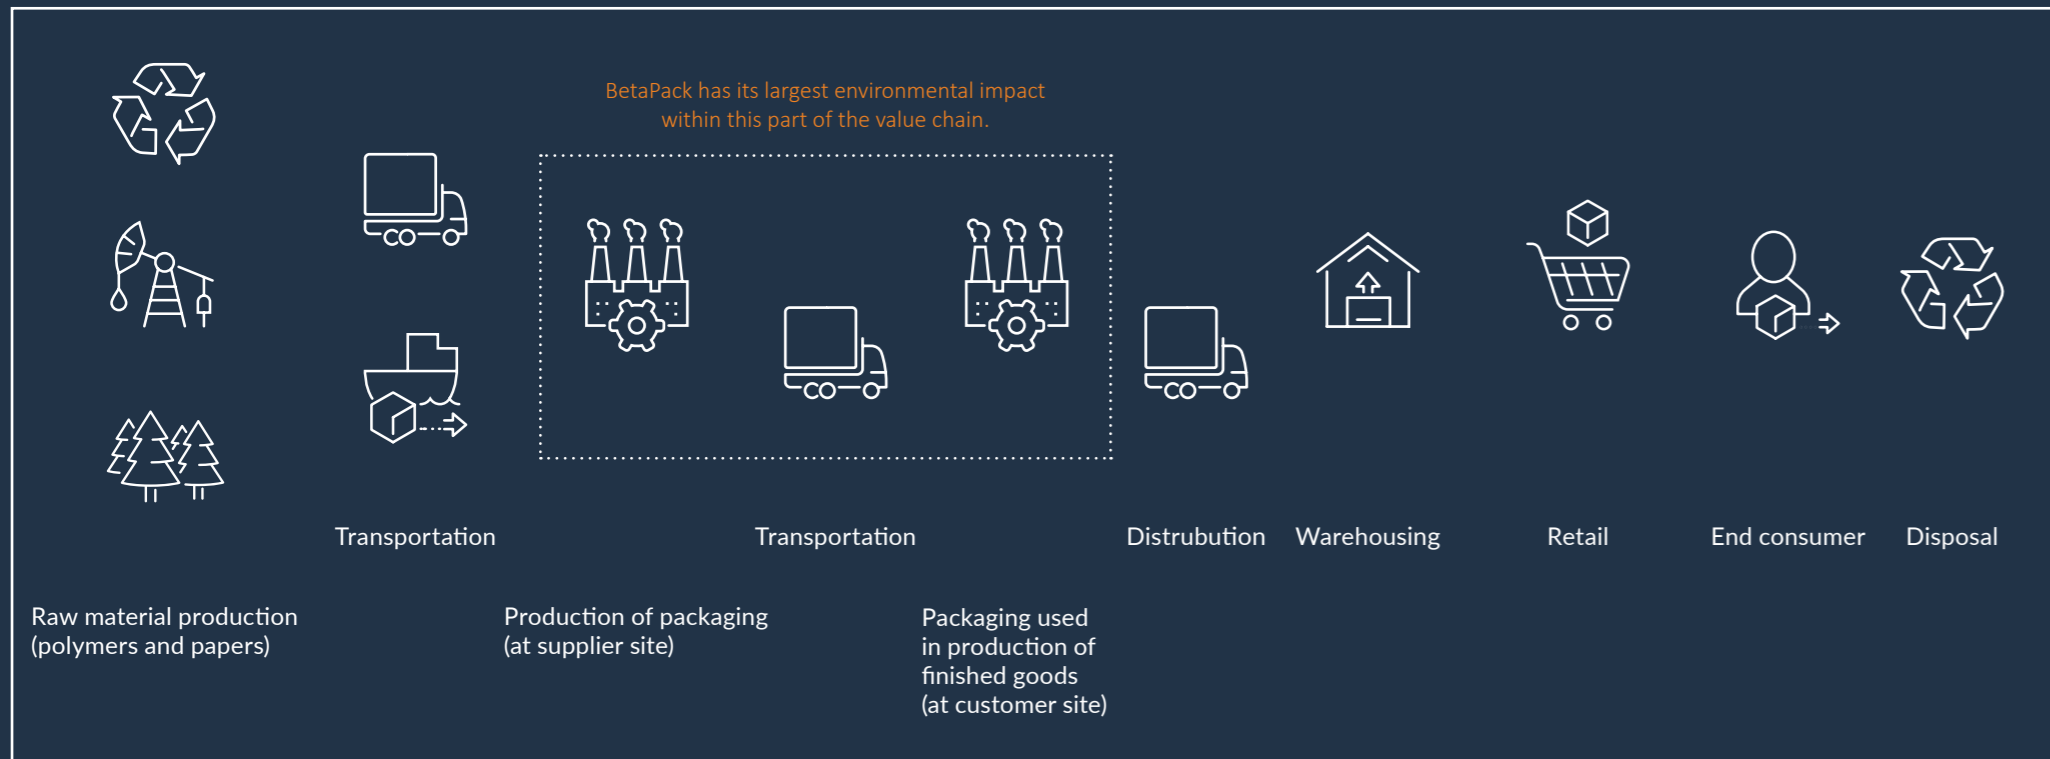 BetaPack has its largest environmental impact
within this part of the value chain.
Transportation
Transportation
Distrubution
Warehousing
Retail
End consumer
Disposal
Raw material production
(polymers and papers)
Production of packaging
(at supplier site)
Packaging used
in production of
finished goods
(at customer site)